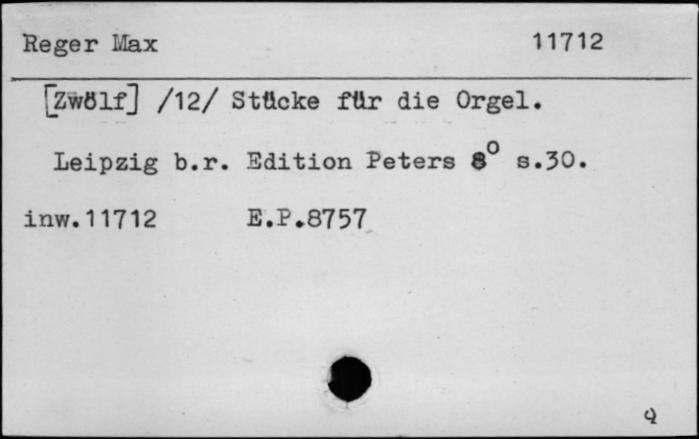 Reger Max 11712
[Zwölf] /12/ Stücke für die Orgel.
Leipzig b.r. Edition Peters 8° s.30.
inw.11712 E.P.8757